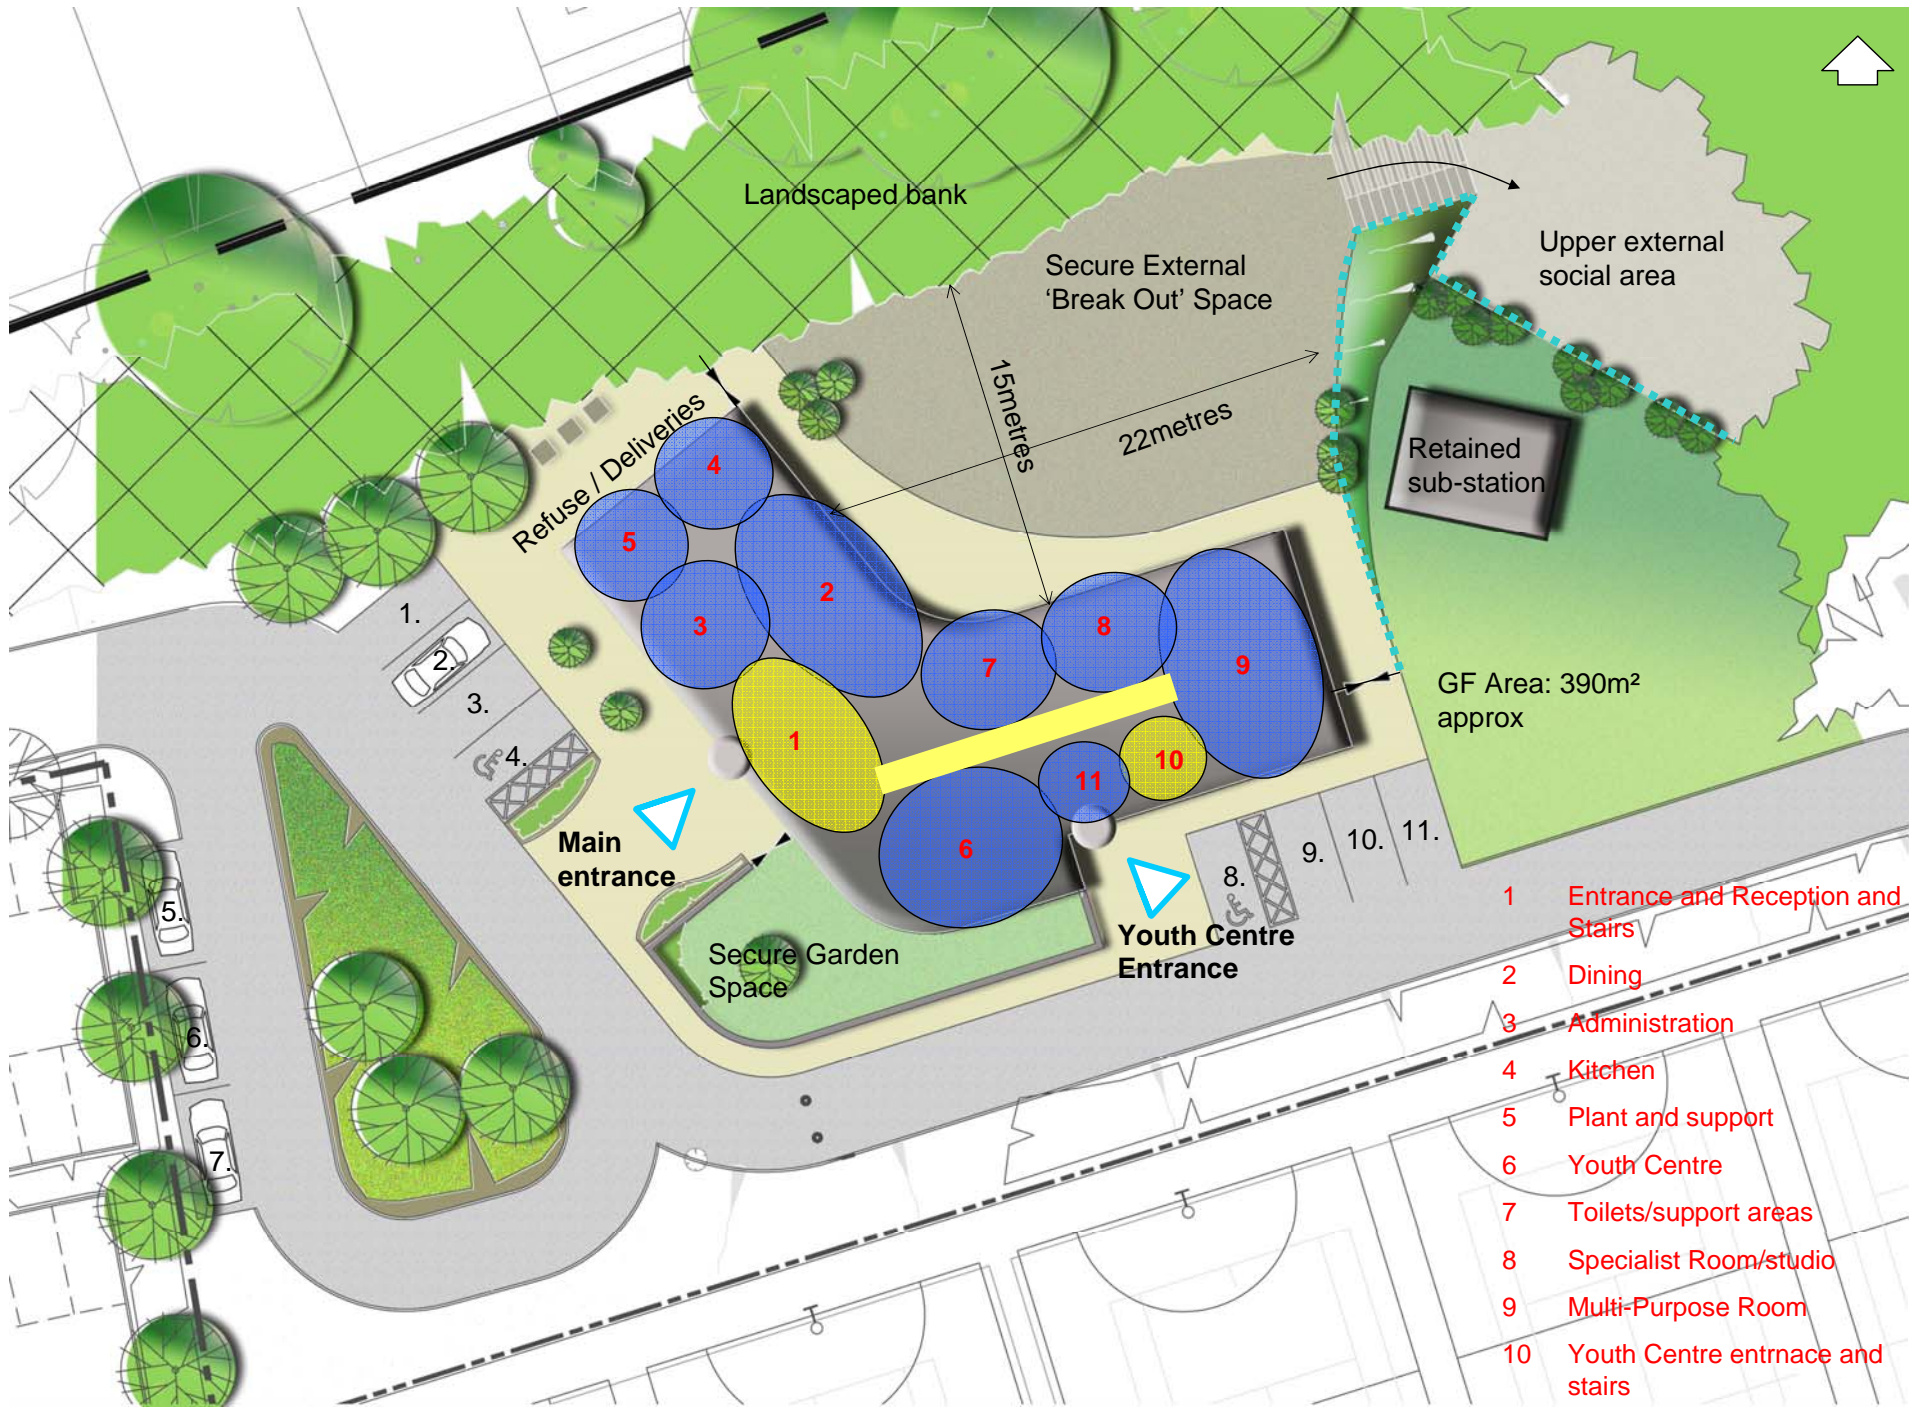 Landscaped bank
Secure External
‘Break Out’ Space
Upper external
social area
15metres
22metres
Refuse / Deliveries
Retained
sub-station
4
5
2
3
7
8
9
1
10
11
6
1.
2.
3.
4.
GF Area: 390m²
approx
Main
entrance
Youth Centre
Entrance
Secure Garden
Space
5.
6.
7.
8.
9.
10.
11.
1 Entrance and Reception and
Stairs
2 Dining
3 Administration
4 Kitchen
5 Plant and support
6 Youth Centre
7 Toilets/support areas
8 Specialist Room/studio
9 Multi-Purpose Room
10 Youth Centre entrnace and
stairs